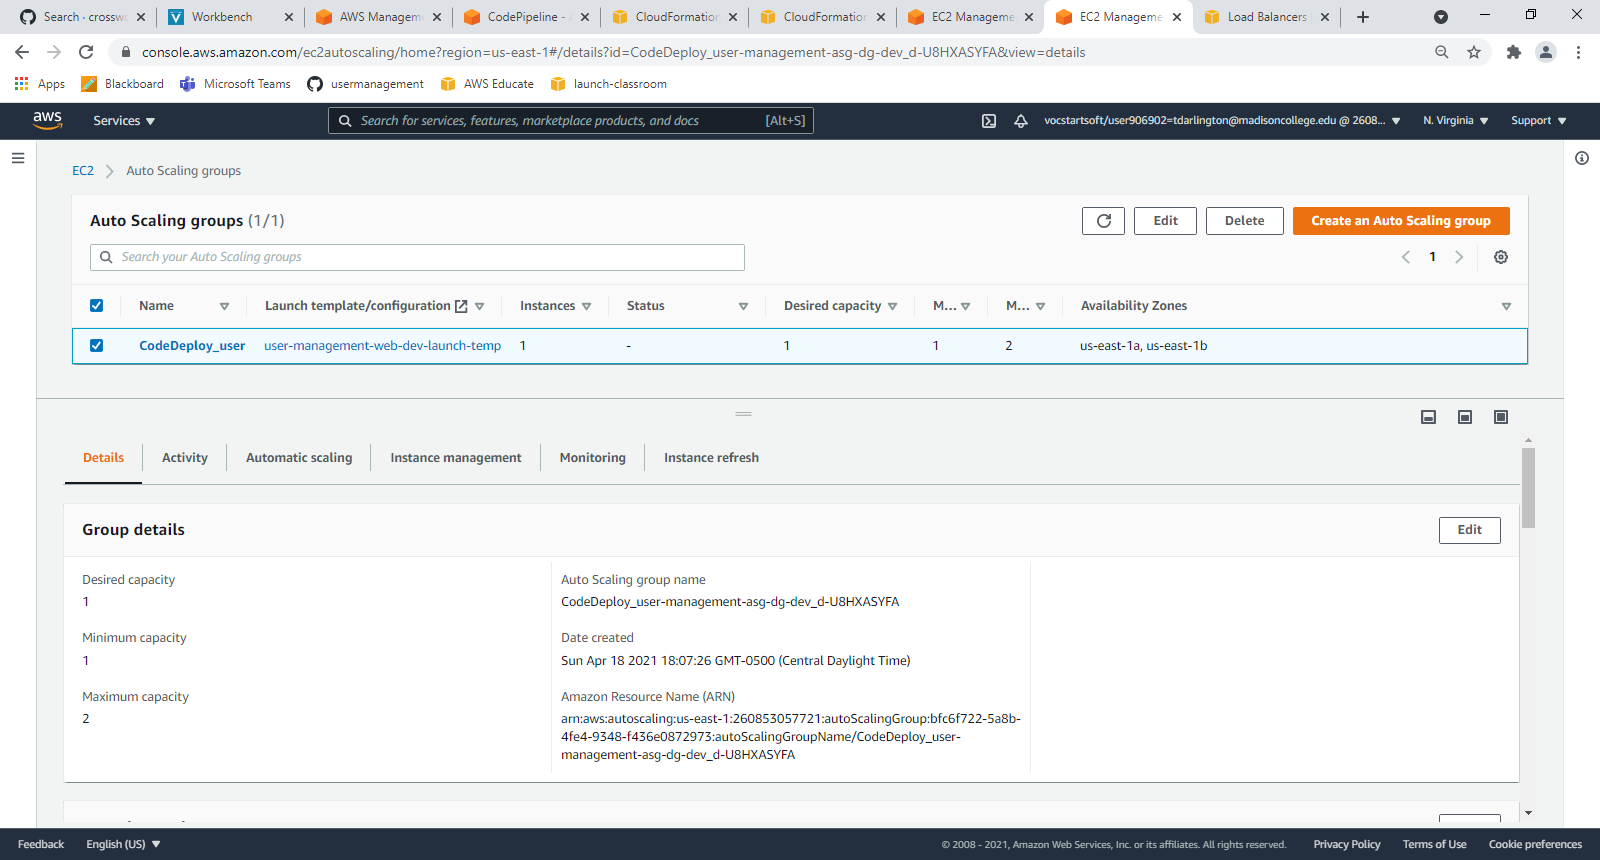 Search · crossw
Workbench
AWS Managem
CodePipeline - A
CloudFormation
CloudFormation
EC2 Manageme
EC2 Manageme
Load Balancers |
console.aws.amazon.com/ec2autoscaling/home?region=us-east-1#/details?id=CodeDeploy_user-management-asg-dg-dev_d-U8HXASYFA&view=details
Apps Blackboard Microsoft Teams usermanagement AWS Educate launch-classroom
aws Services Search for services, features, marketplace products, and docs [Alt+S] vocstartsoft/user906902=tdarlington@madisoncollege.edu @ 2608... N. Virginia Support
EC2 Auto Scaling groups
Auto Scaling groups (1/1) Edit Delete Create an Auto Scaling group
Search your Auto Scaling groups 1
Name Launch template/configuration Instances Status Desired capacity M... M... Availability Zones
CodeDeploy_user user-management-web-dev-launch-temp 1 - 1 1 2 us-east-1a, us-east-1b
Details Activity Automatic scaling Instance management Monitoring Instance refresh
Group details Edit
Desired capacity
1
Minimum capacity
1
Maximum capacity
2
Auto Scaling group name
CodeDeploy_user-management-asg-dg-dev_d-U8HXASYFA
Date created
Sun Apr 18 2021 18:07:26 GMT-0500 (Central Daylight Time)
Amazon Resource Name (ARN)
arn:aws:autoscaling:us-east-1:260853057721:autoScalingGroup:bfc6f722-5a8b-
4fe4-9348-f436e0872973:autoScalingGroupName/CodeDeploy_user-
management-asg-dg-dev_d-U8HXASYFA
Feedback English (US) © 2008 - 2021, Amazon Web Services, Inc. or its affiliates. All rights reserved. Privacy Policy Terms of Use Cookie preferences